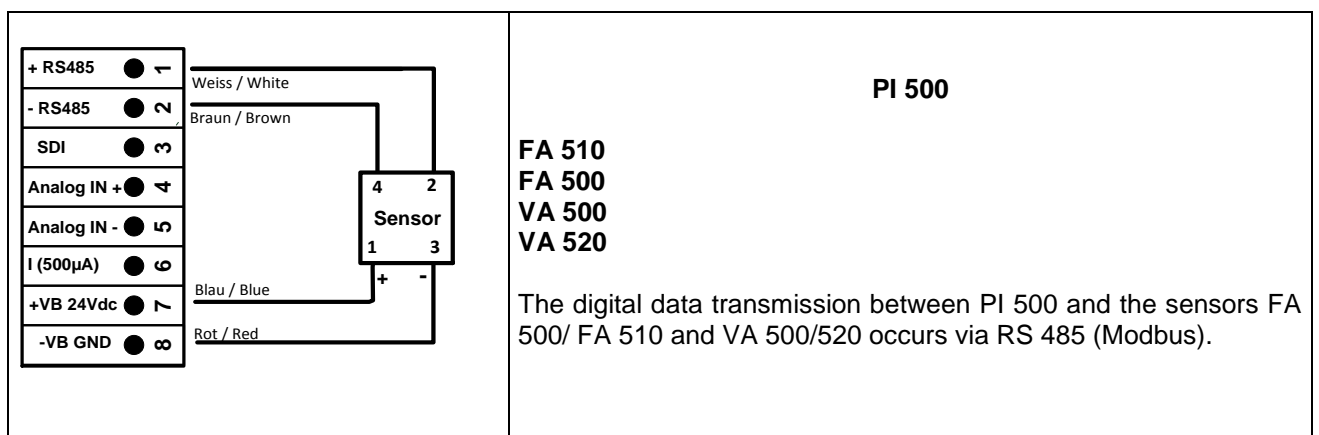 + RS485 1
- RS485 2
SDI 3
Analog IN + 4
Analog IN - 5
I (500µA) 6
+VB 24Vdc 7
-VB GND 8
Weiss / White
Braun / Brown
Blau / Blue
Rot / Red
4 2
Sensor
1 3
+ -
PI 500
FA 510
FA 500
VA 500
VA 520
The digital data transmission between PI 500 and the sensors FA
500/ FA 510 and VA 500/520 occurs via RS 485 (Modbus).